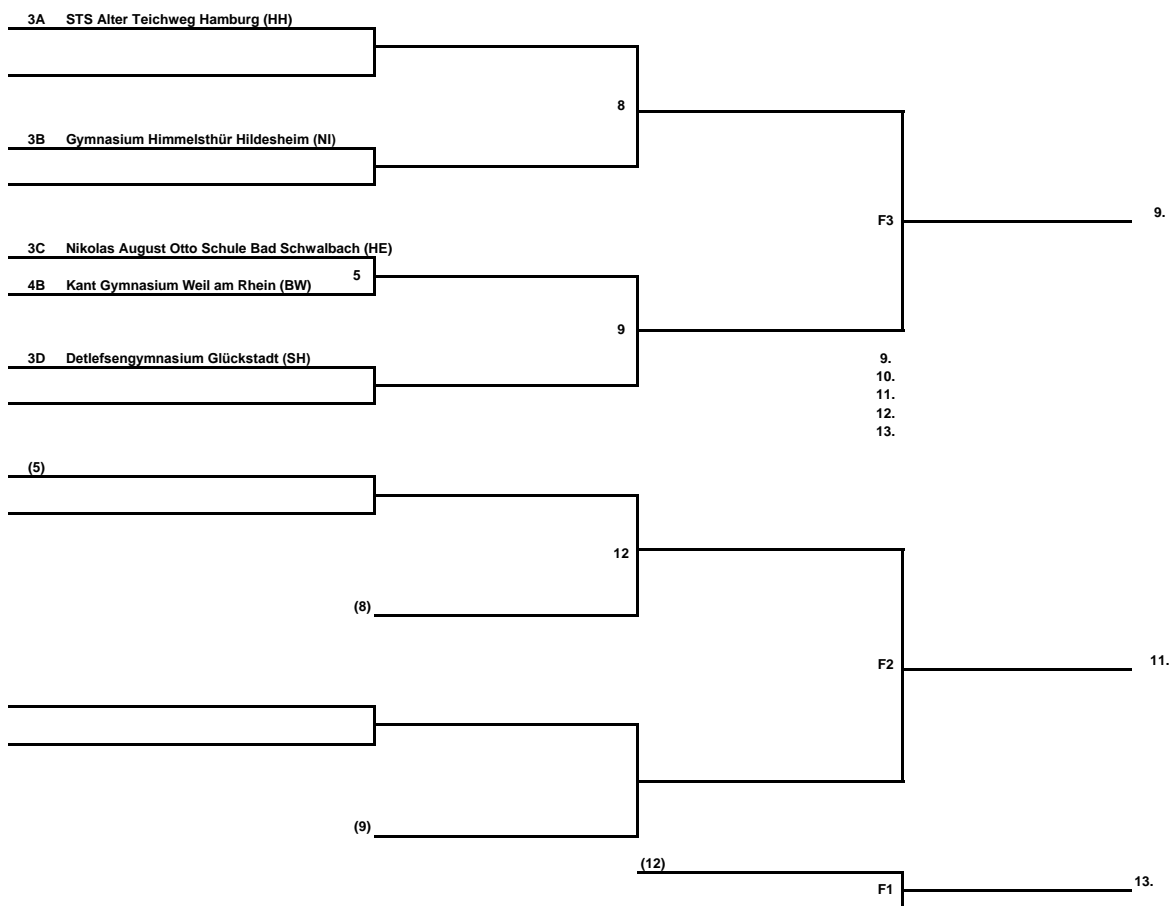 3A STS Alter Teichweg Hamburg (HH)
8
3B Gymnasium Himmelsthür Hildesheim (NI)
F3
9.
3C Nikolas August Otto Schule Bad Schwalbach (HE)
5
4B Kant Gymnasium Weil am Rhein (BW)
9
3D Detlefsengymnasium Glückstadt (SH)
9.
10.
11.
12.
13.
(5)
12
(8)
F2
11.
(9)
(12)
F1
13.